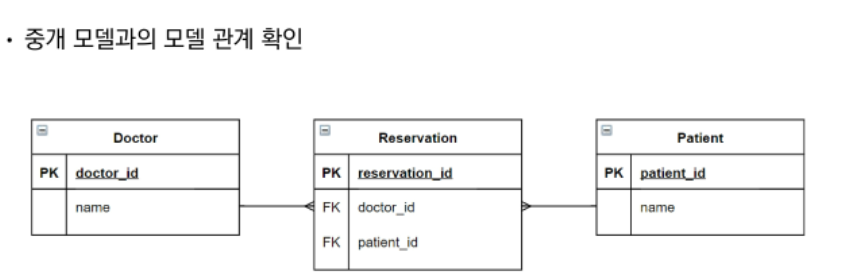 • 중개 모델과의 모델 관계 확인
Doctor
PK doctor_id
name
Reservation
PK reservation_id
FK doctor_id
FK patient_id
Patient
PK patient_id
name